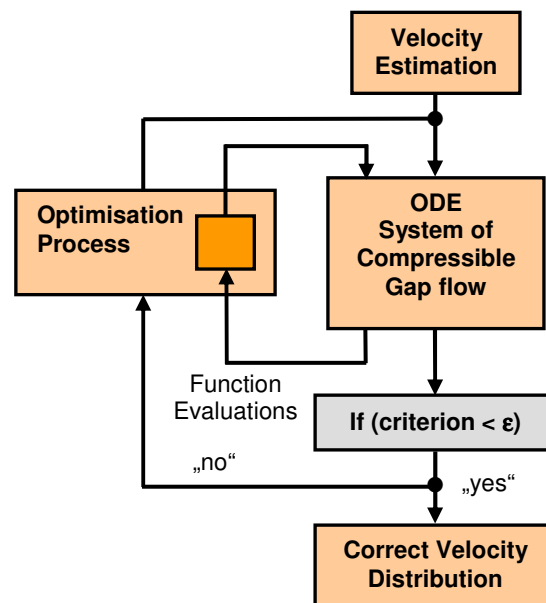 Velocity
Estimation
Optimisation
Process
ODE
System of
Compressible
Gap flow
Function
Evaluations
If (criterion < ε)
„no“
„yes“
Correct Velocity
Distribution